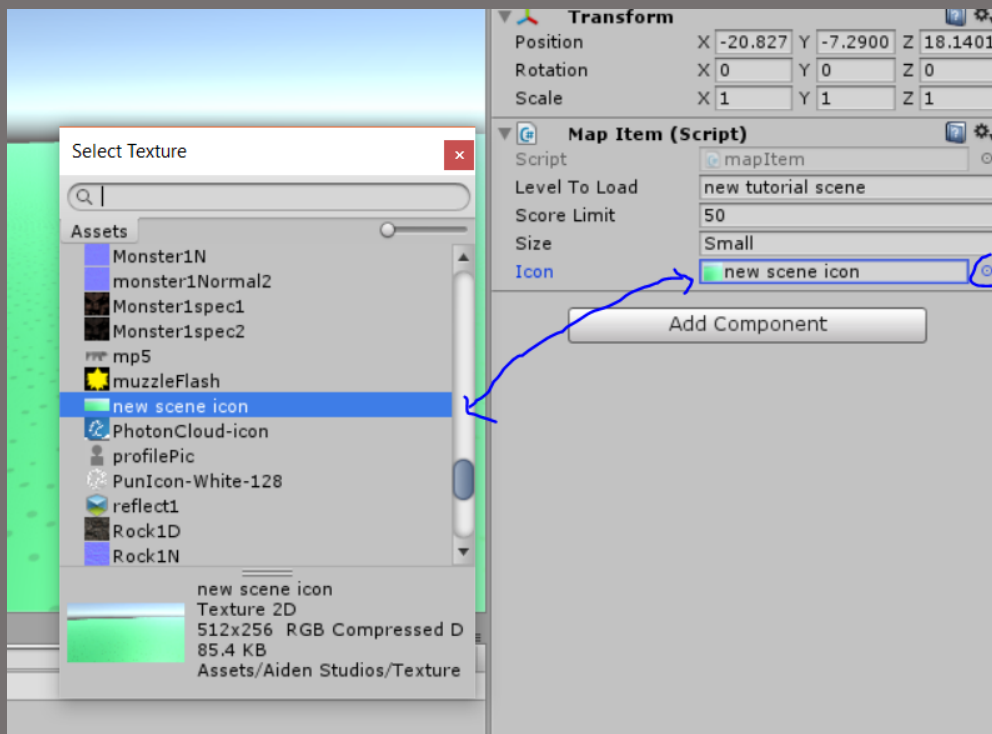 Transform
Position X -20.827 Y -7.2900 Z 18.1401
Rotation X 0 Y 0 Z 0
Scale X 1 Y 1 Z 1
Map Item (Script)
Script mapItem
Level To Load new tutorial scene
Score Limit 50
Size Small
Icon new scene icon
Add Component
Select Texture
Assets
Monster1N
monster1Normal2
Monster1spec1
Monster1spec2
mp5
muzzleFlash
new scene icon
PhotonCloud-icon
profilePic
PunIcon-White-128
reflect1
Rock1D
Rock1N
new scene icon
Texture 2D
512x256 RGB Compressed D
85.4 KB
Assets/Aiden Studios/Texture